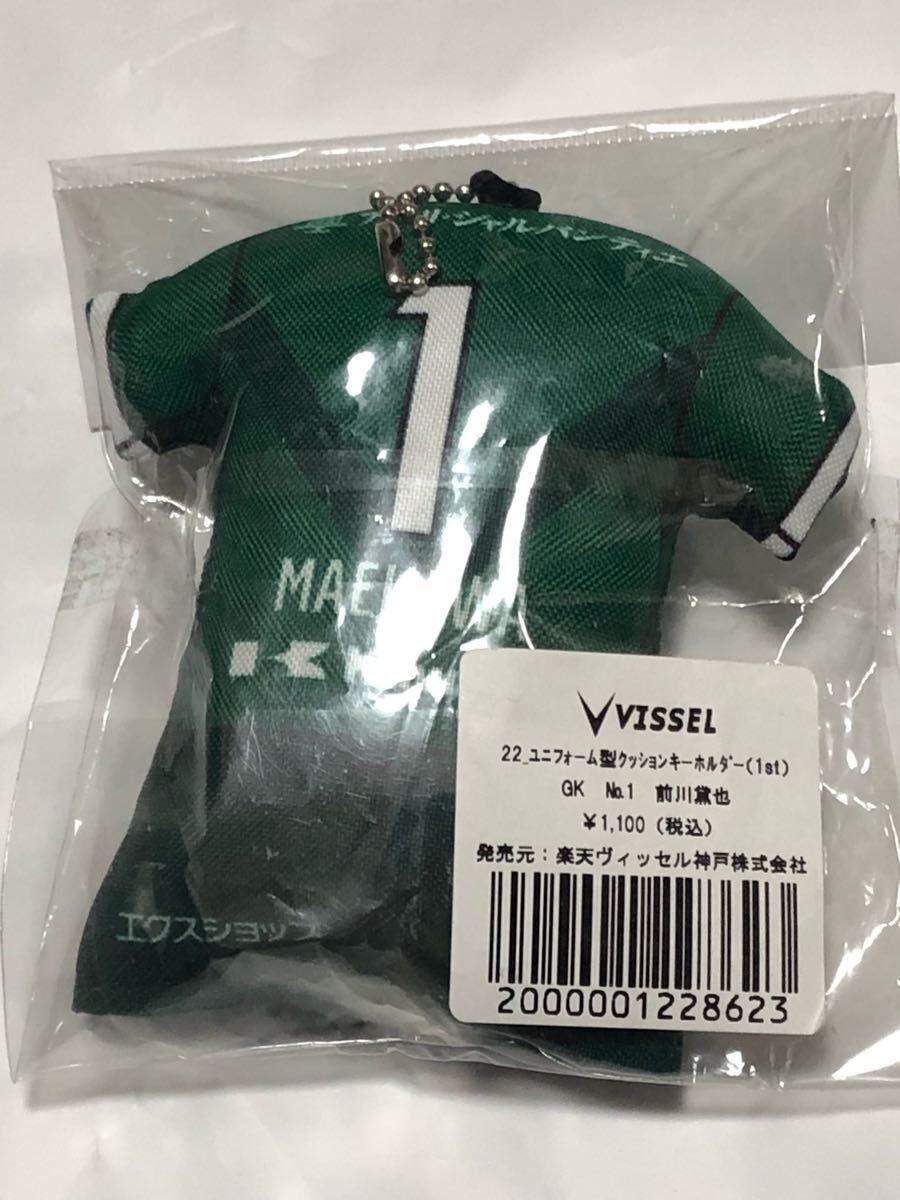 シャルパンティエ
1
MAEKAWA
K
VISSEL
22_ユニフォーム型クッションキーホルダー(1st)
GK No.1 前川黛也
¥1,100 (税込)
発売元:楽天ヴィッセル神戸株式会社
エクスショップ
2000001228623